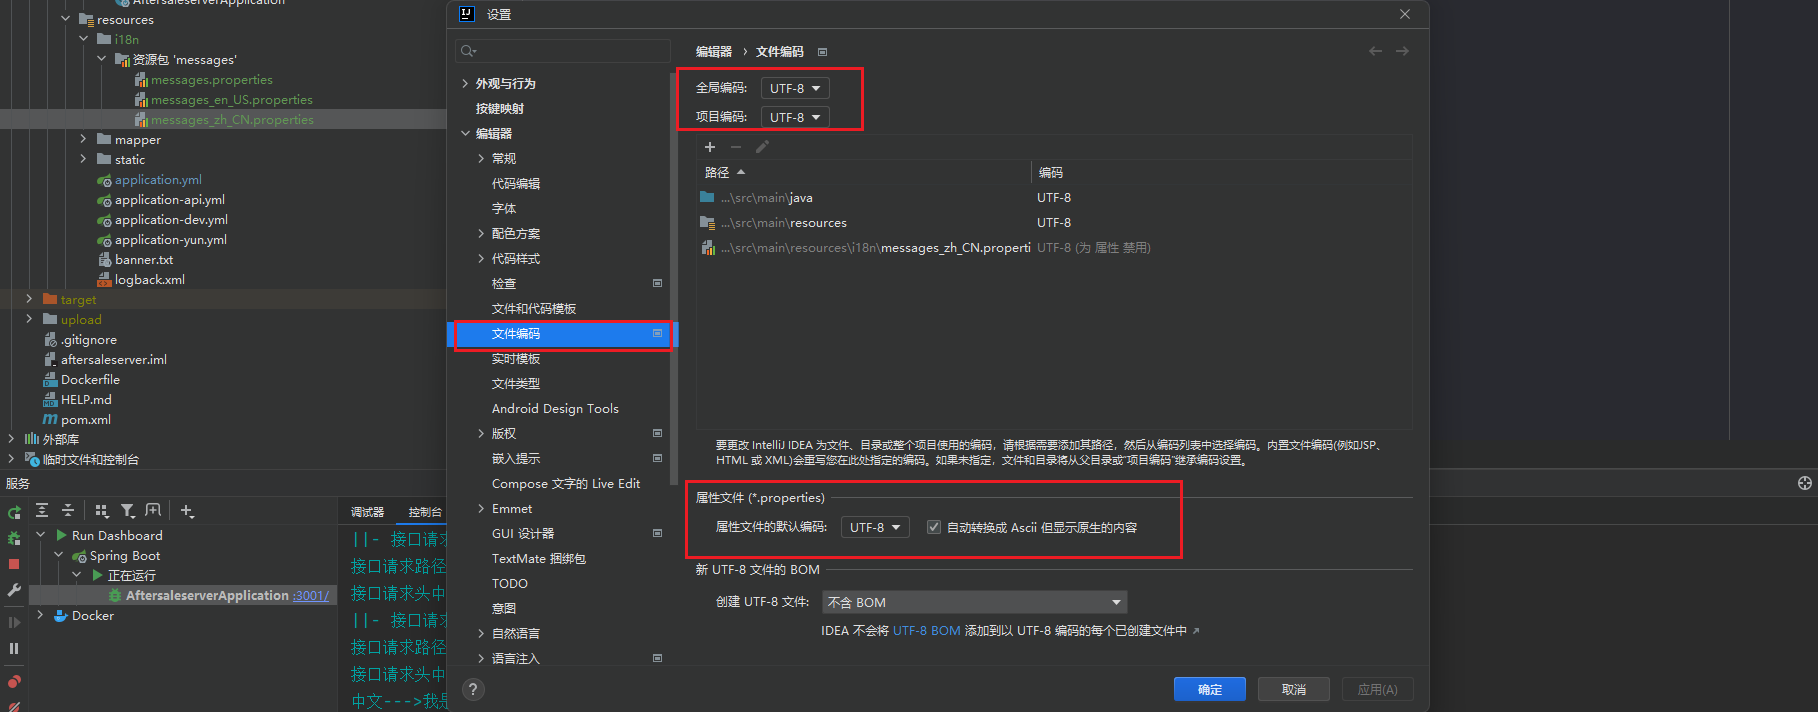 AftersaleserverApplication
resources
i18n
资源包 'messages'
messages.properties
messages_en_US.properties
messages_zh_CN.properties
mapper
static
application.yml
application-api.yml
application-dev.yml
application-yun.yml
banner.txt
logback.xml
target
upload
.gitignore
aftersaleserver.iml
Dockerfile
HELP.md
pom.xml
外部库
临时文件和控制台
服务
Run Dashboard
Spring Boot
正在运行
AftersaleserverApplication :3001/
Docker
调试器 控制台
||- 接口请求
接口请求路径
接口请求头中
||- 接口请求
接口请求路径
接口请求头中
中文--->我是
设置
外观与行为
按键映射
编辑器
常规
代码编辑
字体
配色方案
代码样式
检查
文件和代码模板
文件编码
实时模板
文件类型
Android Design Tools
版权
嵌入提示
Compose 文字的 Live Edit
Emmet
GUI 设计器
TextMate 捆绑包
TODO
意图
自然语言
语言注入
编辑器 › 文件编码
全局编码: UTF-8
项目编码: UTF-8
路径 编码
...\src\main\java UTF-8
...\src\main\resources UTF-8
...\src\main\resources\i18n\messages_zh_CN.properti UTF-8 (为 属性 禁用)
要更改 IntelliJ IDEA 为文件、目录或整个项目使用的编码，请根据需要添加其路径，然后从编码列表中选择编码。内置文件编码(例如JSP、
HTML 或 XML)会重写您在此处指定的编码。如果未指定，文件和目录将从父目录或"项目编码"继承编码设置。
属性文件 (*.properties)
属性文件的默认编码: UTF-8 自动转换成 Ascii 但显示原生的内容
新 UTF-8 文件的 BOM
创建 UTF-8 文件: 不含 BOM
IDEA 不会将 UTF-8 BOM 添加到以 UTF-8 编码的每个已创建文件中 ↗
? 确定 取消 应用(A)